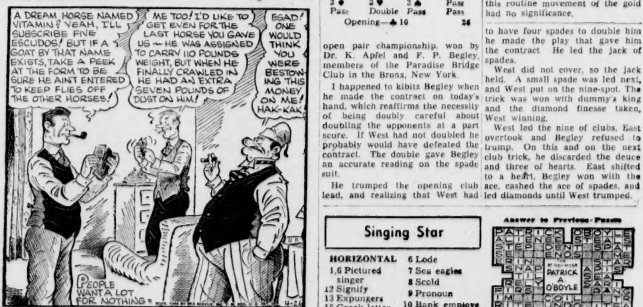 A DREAM HORSE NAMED
VITAMIN? YEAH, I'LL
SUBSCRIBE FIVE
ESCUDOS! BUT IF A
GOAT BY THAT NAME
EXISTS, TAKE A PEEK
AT THE FORM TO BE
SURE HE AIN'T ENTERED
TO KEEP FLIES OFF
THE OTHER HORSES!
ME TOO! I'D LIKE TO
GET EVEN FOR THE
LAST HORSE YOU GAVE
US — HE WAS ASSIGNED
TO CARRY 110 POUNDS
WEIGHT, BUT WHEN HE
FINALLY CRAWLED IN
HE HAD AN EXTRA
SEVEN POUNDS OF
DUST ON HIM!
EGAD!
ONE
WOULD
THINK
YOU
WERE
BESTOW-
ING THIS
MONEY
ON ME!
HAK-KAK!
PEOPLE
WANT A LOT
FOR NOTHING =
4-26
3 ♦ 2 ♥ 3 ♠ Pass
Pass Double Pass Pass
Opening—♣ 10 26
open pair championship, won by
Dr. K. Apfel and F. P. Begley,
members of the Paradise Bridge
Club in the Bronx, New York.
I happened to kibitz Begley when
he made the contract on today's
hand, which reaffirms the necessity
of being doubly careful about
doubling the opponents at a part
score. If West had not doubled he
probably would have defeated the
contract. The double gave Begley
an accurate reading on the spade
suit.
He trumped the opening club
lead, and realizing that West had
this routine movement of the gold
had no significance.
to have four spades to double him
he made the play that gave him
the contract. He led the jack of
spades.
West did not cover, so the jack
held. A small spade was led next,
and West put on the nine-spot. The
trick was won with dummy's king
and the diamond finesse taken,
West winning.
West led the nine of clubs, East
overtook and Begley refused to
trump. On this and on the next
club trick, he discarded the deuce
and three of hearts. East shifted
to a heart, Begley won with the
ace, cashed the ace of spades, and
led diamonds until West trumped.
Singing Star
HORIZONTAL
1,6 Pictured
singer
12 Signify
13 Expungers
15 Greek letter
6 Lode
7 Sea eagles
8 Scold
9 Pronoun
10 Bank employe
Answer to Previous Puzzle
PATRICK
A.
O'BOYLE